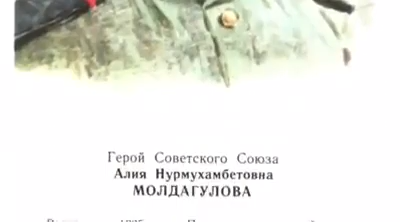 Герой Советского Союза
Алия Нурмухамбетовна
МОЛДАГУЛОВА